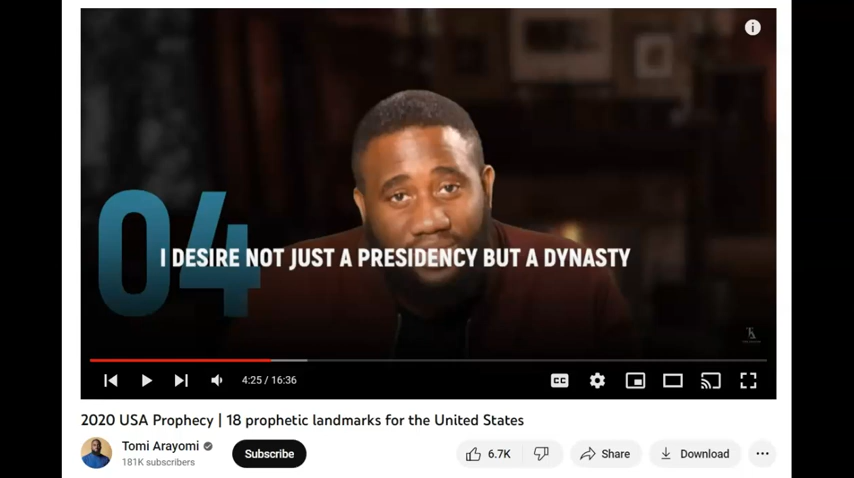 04
I DESIRE NOT JUST A PRESIDENCY BUT A DYNASTY
4:25 / 16:36
CC
2020 USA Prophecy | 18 prophetic landmarks for the United States
Tomi Arayomi
181K subscribers
Subscribe
6.7K
Share
Download